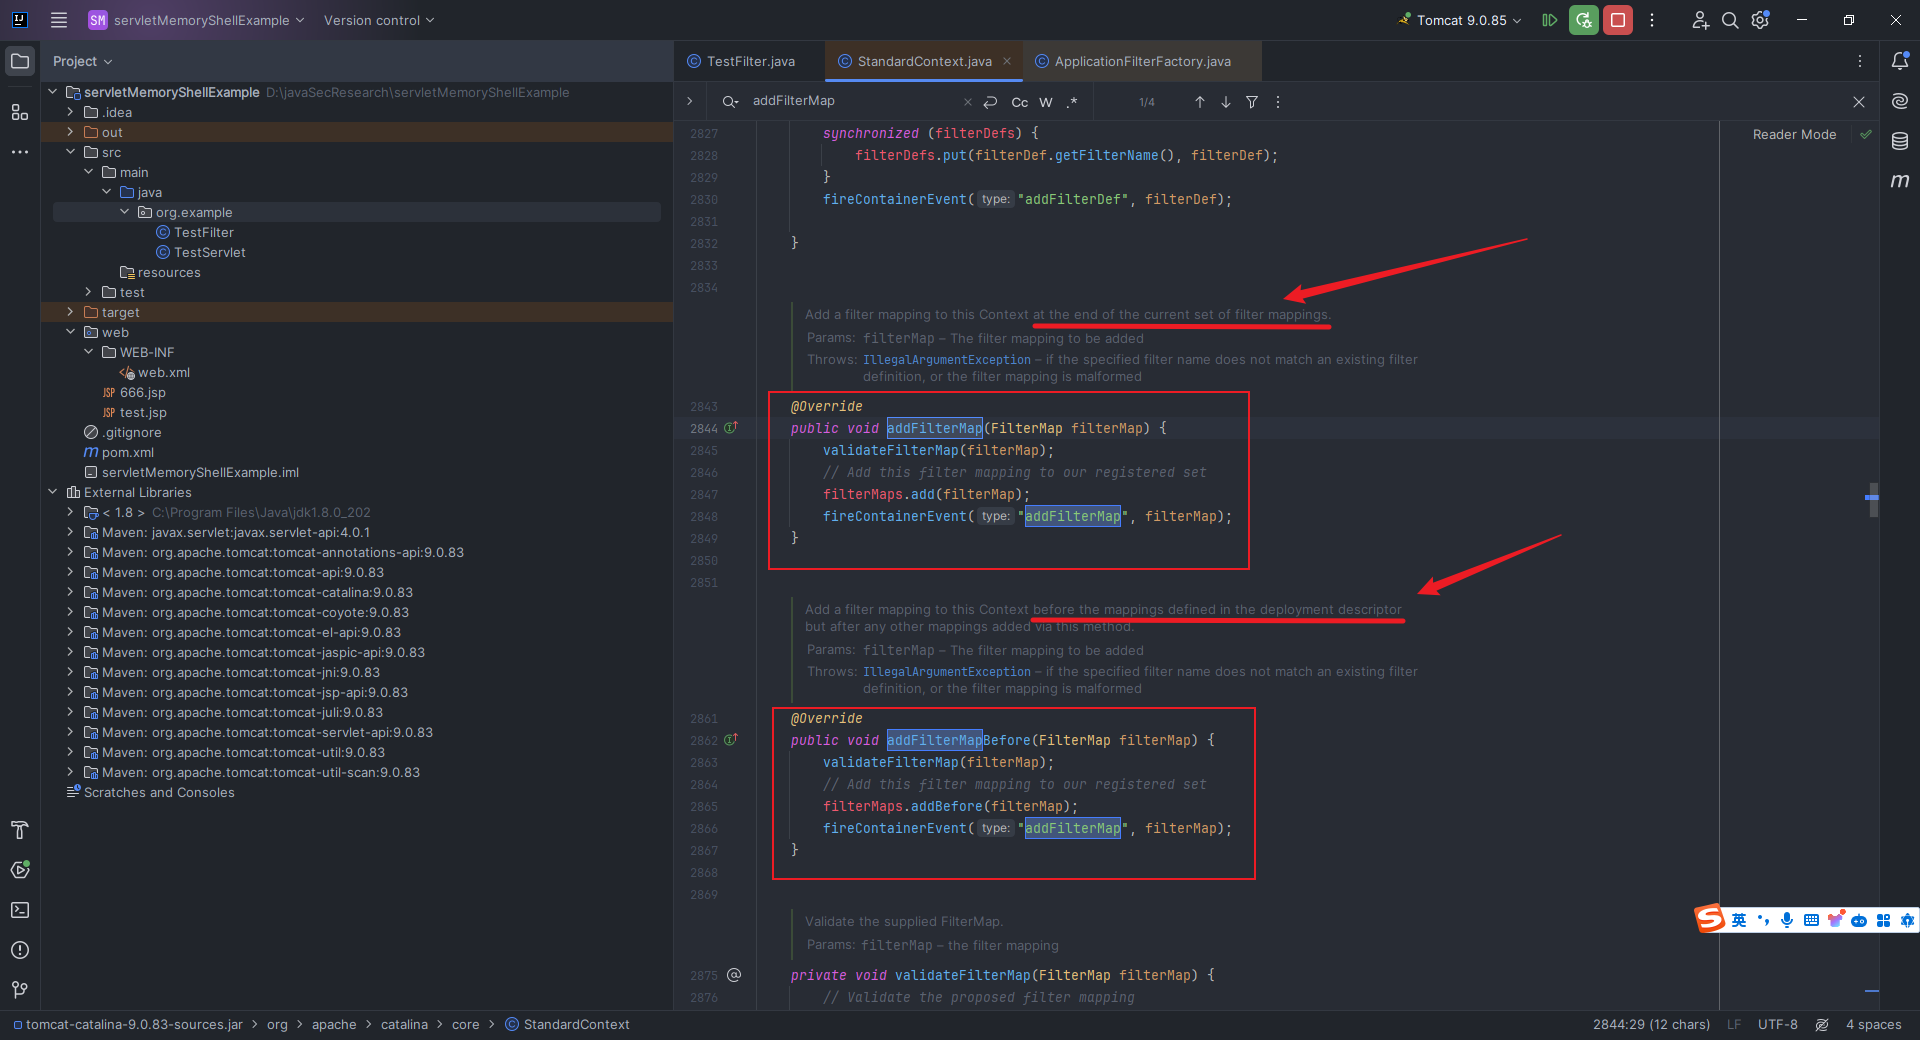 SM servletMemoryShellExample Version control Tomcat 9.0.85
Project
TestFilter.java StandardContext.java ApplicationFilterFactory.java
addFilterMap Cc W .* 1/4
Reader Mode
servletMemoryShellExample D:\javaSecResearch\servletMemoryShellExample
.idea
out
src
main
java
org.example
TestFilter
TestServlet
resources
test
target
web
WEB-INF
web.xml
JSP 666.jsp
JSP test.jsp
.gitignore
m pom.xml
servletMemoryShellExample.iml
External Libraries
< 1.8 > C:\Program Files\Java\jdk1.8.0_202
Maven: javax.servlet:javax.servlet-api:4.0.1
Maven: org.apache.tomcat:tomcat-annotations-api:9.0.83
Maven: org.apache.tomcat:tomcat-api:9.0.83
Maven: org.apache.tomcat:tomcat-catalina:9.0.83
Maven: org.apache.tomcat:tomcat-coyote:9.0.83
Maven: org.apache.tomcat:tomcat-el-api:9.0.83
Maven: org.apache.tomcat:tomcat-jaspic-api:9.0.83
Maven: org.apache.tomcat:tomcat-jni:9.0.83
Maven: org.apache.tomcat:tomcat-jsp-api:9.0.83
Maven: org.apache.tomcat:tomcat-juli:9.0.83
Maven: org.apache.tomcat:tomcat-servlet-api:9.0.83
Maven: org.apache.tomcat:tomcat-util:9.0.83
Maven: org.apache.tomcat:tomcat-util-scan:9.0.83
Scratches and Consoles
2827 synchronized (filterDefs) {
2828 filterDefs.put(filterDef.getFilterName(), filterDef);
2829 }
2830 fireContainerEvent( type: "addFilterDef", filterDef);
2831
2832 }
2833
2834
Add a filter mapping to this Context at the end of the current set of filter mappings.
Params: filterMap – The filter mapping to be added
Throws: IllegalArgumentException – if the specified filter name does not match an existing filter
definition, or the filter mapping is malformed
2843 @Override
2844 public void addFilterMap(FilterMap filterMap) {
2845 validateFilterMap(filterMap);
2846 // Add this filter mapping to our registered set
2847 filterMaps.add(filterMap);
2848 fireContainerEvent( type: "addFilterMap", filterMap);
2849 }
2850
2851
Add a filter mapping to this Context before the mappings defined in the deployment descriptor
but after any other mappings added via this method.
Params: filterMap – The filter mapping to be added
Throws: IllegalArgumentException – if the specified filter name does not match an existing filter
definition, or the filter mapping is malformed
2861 @Override
2862 public void addFilterMapBefore(FilterMap filterMap) {
2863 validateFilterMap(filterMap);
2864 // Add this filter mapping to our registered set
2865 filterMaps.addBefore(filterMap);
2866 fireContainerEvent( type: "addFilterMap", filterMap);
2867 }
2868
2869
Validate the supplied FilterMap.
Params: filterMap – the filter mapping
2875 private void validateFilterMap(FilterMap filterMap) {
2876 // Validate the proposed filter mapping
英
tomcat-catalina-9.0.83-sources.jar > org > apache > catalina > core > StandardContext
2844:29 (12 chars) LF UTF-8 4 spaces